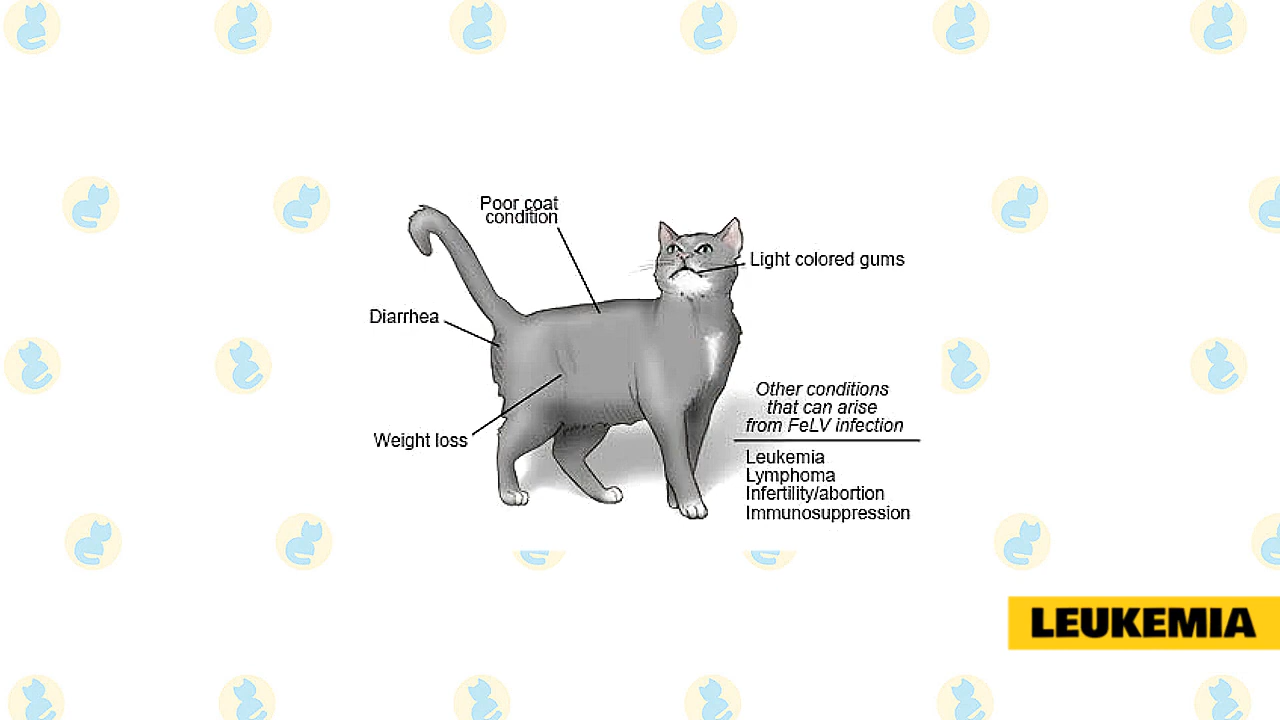 Poor coat
condition
Light colored gums
Diarrhea
Weight loss
Other conditions
that can arise
from FeLV infection
Leukemia
Lymphoma
Infertility/abortion
Immunosuppression
LEUKEMIA